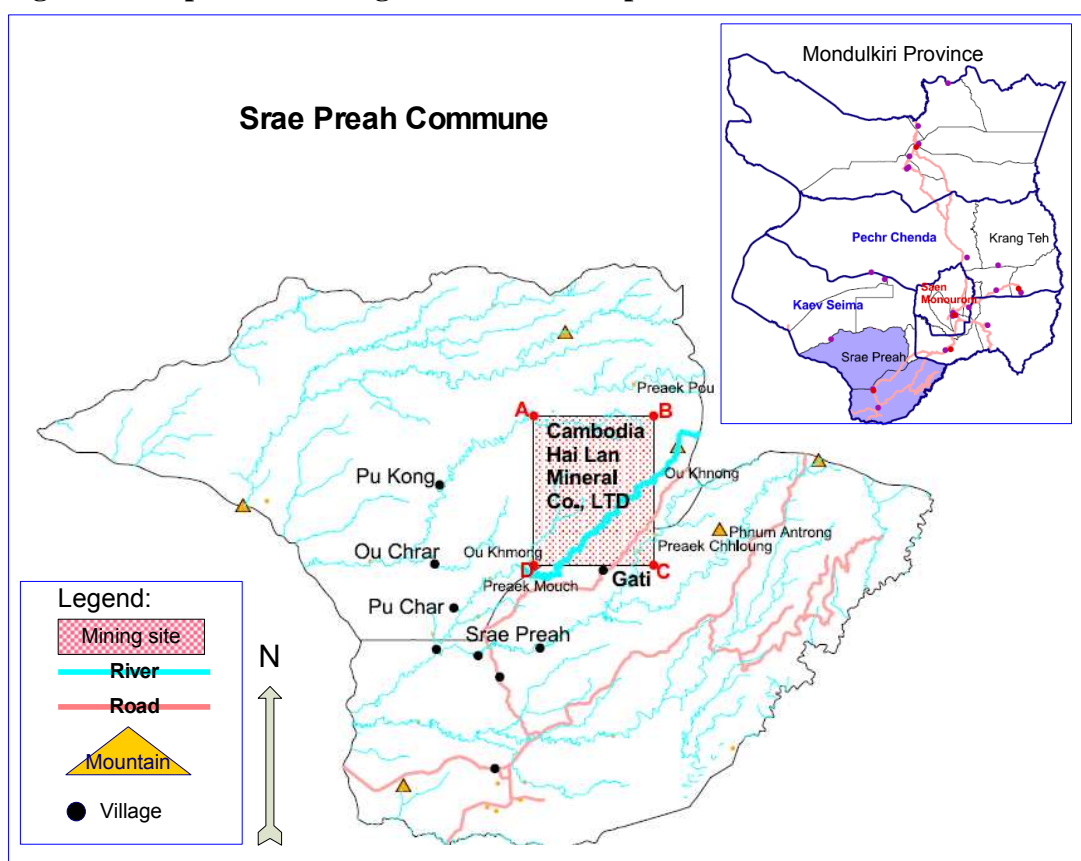 Mondulkiri Province
Srae Preah Commune
Pechr Chenda
Krang Teh
Saen
Monourom
Kaev Seima
Srae Preah
Preaek Pou
A
B
Cambodia
Hai Lan
Mineral
Co., LTD
Ou Khnong
Pu Kong
Phnum Antrong
Preaek Chhloung
Ou Chrar
Ou Khmong
D
C
Preaek Mouch
Gati
Pu Char
Srae Preah
Legend:
Mining site
River
Road
Mountain
Village
N